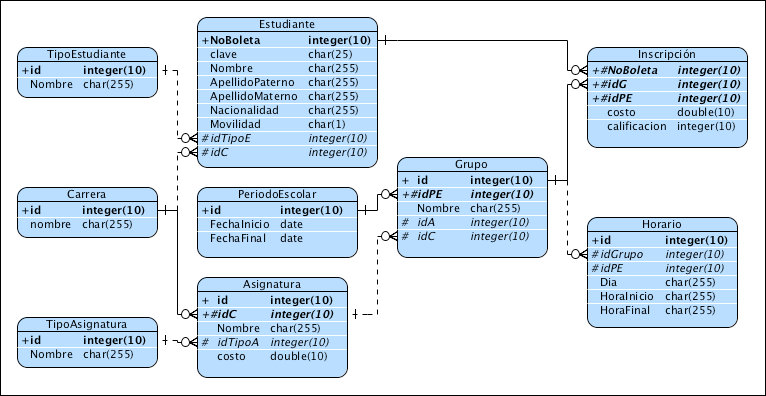 TipoEstudiante
+id integer(10)
Nombre char(255)
Estudiante
+NoBoleta integer(10)
clave char(25)
Nombre char(255)
ApellidoPaterno char(255)
ApellidoMaterno char(255)
Nacionalidad char(255)
Movilidad char(1)
#idTipoE integer(10)
#idC integer(10)
Inscripción
+#NoBoleta integer(10)
+#idG integer(10)
+#idPE integer(10)
costo double(10)
calificacion integer(10)
Carrera
+id integer(10)
nombre char(255)
PeriodoEscolar
+id integer(10)
FechaInicio date
FechaFinal date
Grupo
+ id integer(10)
+#idPE integer(10)
Nombre char(255)
# idA integer(10)
# idC integer(10)
Horario
+id integer(10)
#idGrupo integer(10)
#idPE integer(10)
Dia char(255)
HoraInicio char(255)
HoraFinal char(255)
TipoAsignatura
+id integer(10)
Nombre char(255)
Asignatura
+ id integer(10)
+#idC integer(10)
Nombre char(255)
# idTipoA integer(10)
costo double(10)